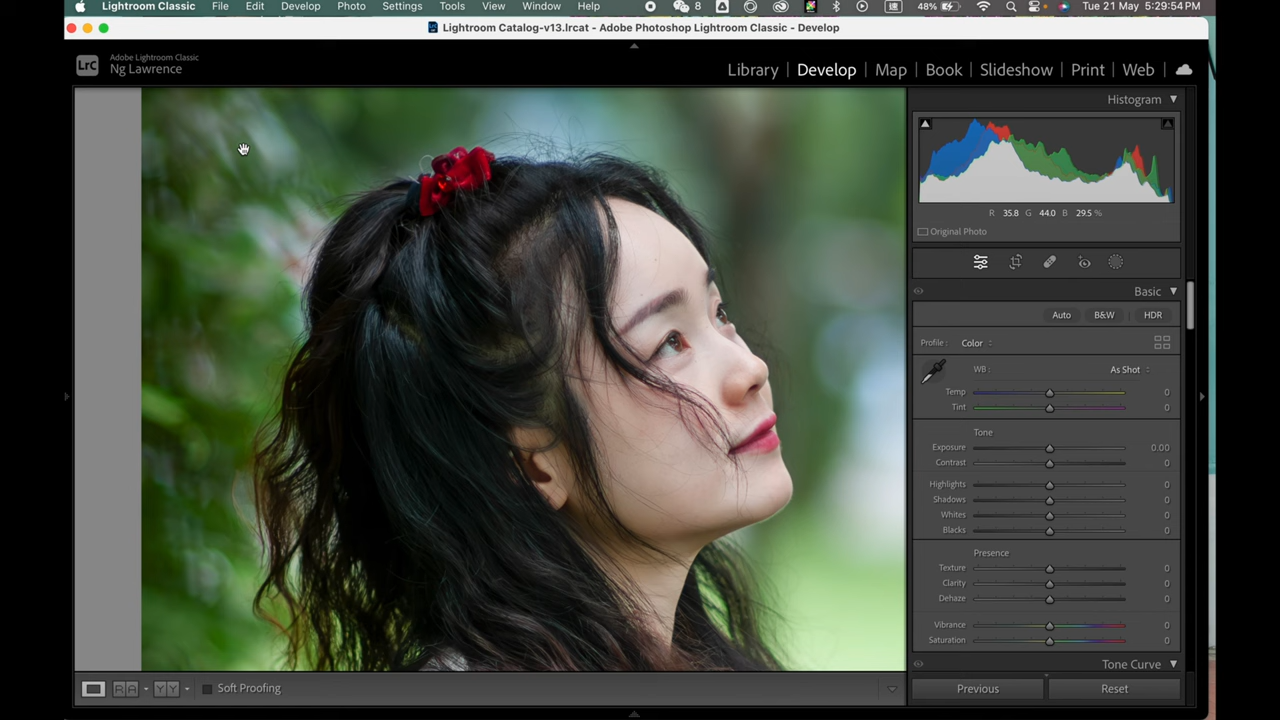 Lightroom Classic File Edit Develop Photo Settings Tools View Window Help 8 48% Tue 21 May 5:29:54 PM
Lightroom Catalog-v13.lrcat - Adobe Photoshop Lightroom Classic - Develop
LrC Adobe Lightroom Classic
Ng Lawrence
Library | Develop | Map | Book | Slideshow | Print | Web
Histogram
R 35.8 G 44.0 B 29.5 %
Original Photo
Basic
Auto B&W HDR
Profile : Color
WB : As Shot
Temp 0
Tint 0
Tone
Exposure 0.00
Contrast 0
Highlights 0
Shadows 0
Whites 0
Blacks 0
Presence
Texture 0
Clarity 0
Dehaze 0
Vibrance 0
Saturation 0
Tone Curve
R A Y Y Soft Proofing
Previous Reset